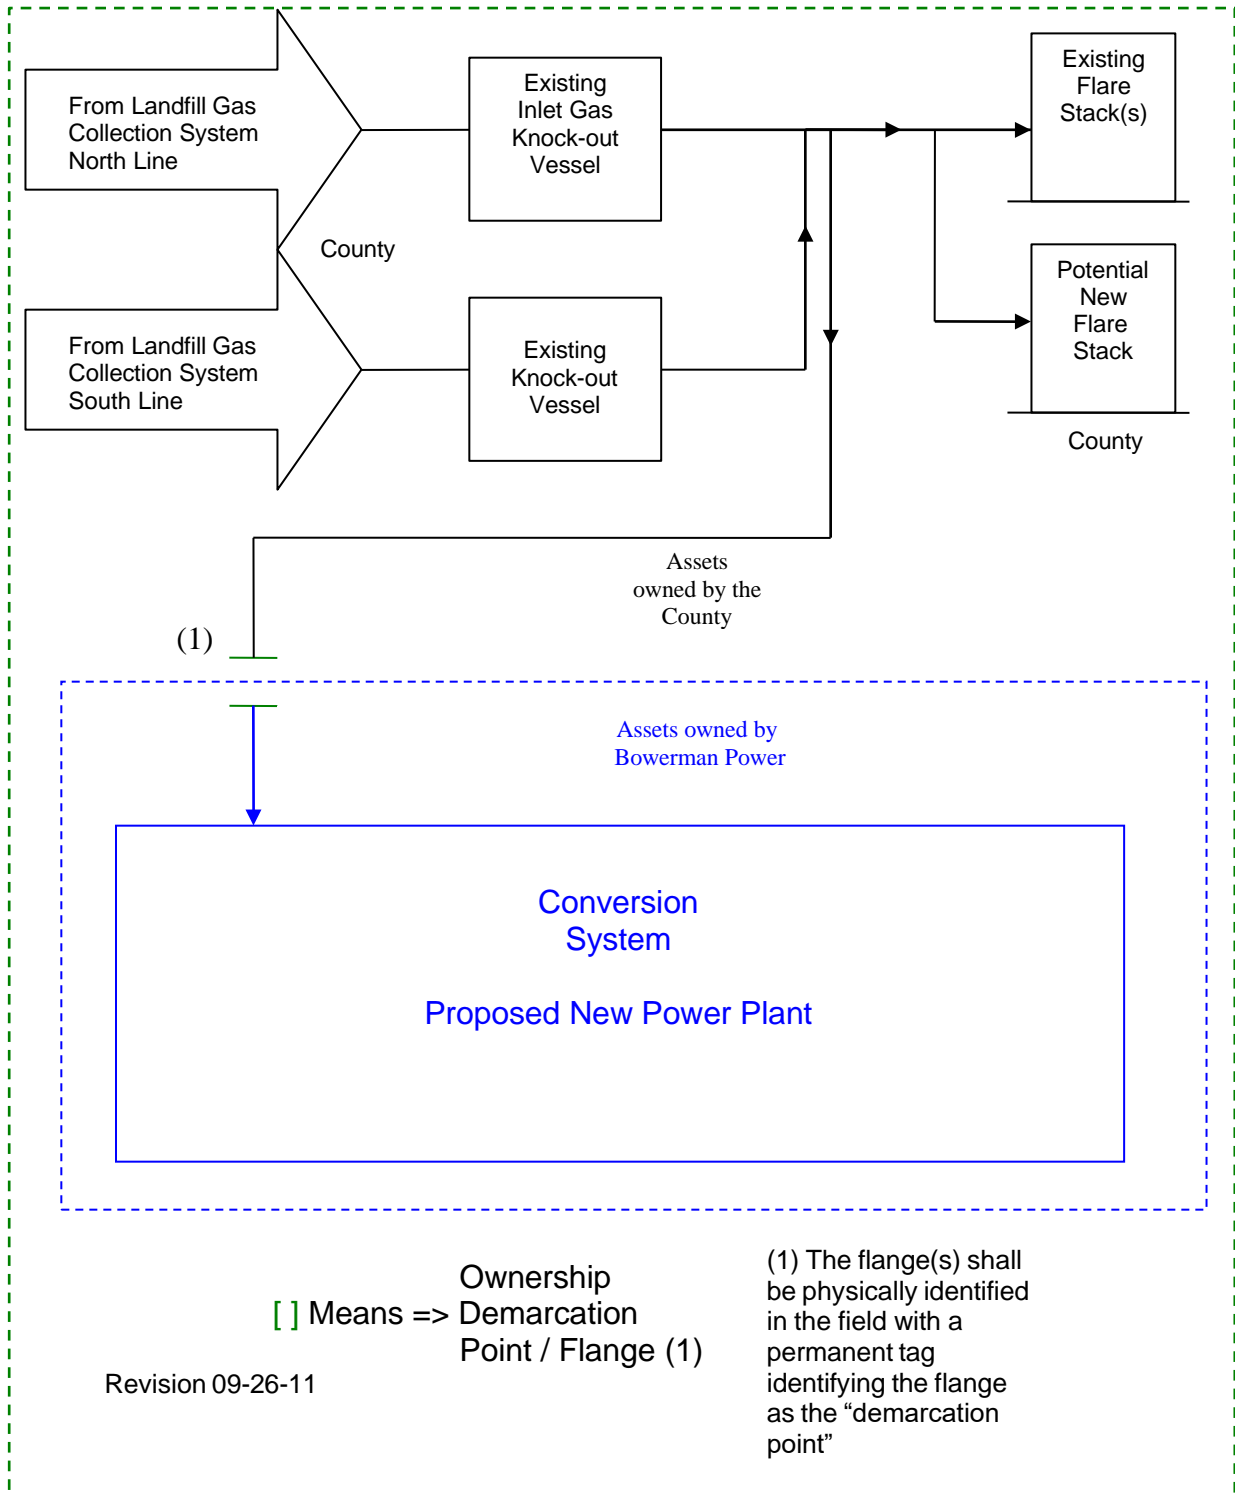 From Landfill Gas
Collection System
North Line
Existing
Inlet Gas
Knock-out
Vessel
Existing
Flare
Stack(s)
County
From Landfill Gas
Collection System
South Line
Existing
Knock-out
Vessel
Potential
New
Flare
Stack
County
Assets
owned by the
County
(1)
Assets owned by
Bowerman Power
Conversion
System
Proposed New Power Plant
Ownership
[ ] Means => Demarcation
Point / Flange (1)
(1) The flange(s) shall
be physically identified
in the field with a
permanent tag
identifying the flange
as the “demarcation
point”
Revision 09-26-11